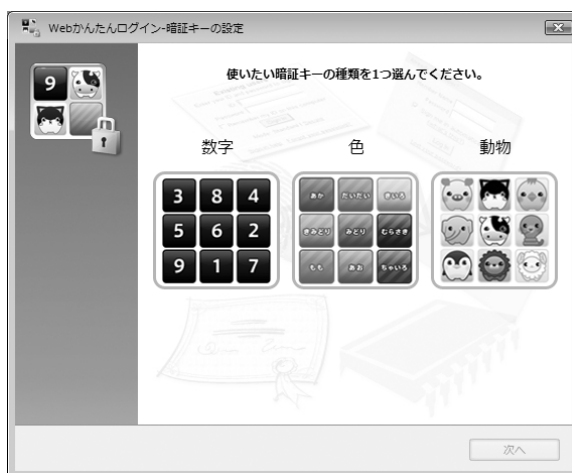 Webかんたんログイン-暗証キーの設定
使いたい暗証キーの種類を1つ選んでください。
9
数字 色 動物
3 8 4 あか だいだい きいろ
5 6 2 きみどり みどり むらさき
9 1 7 もも あお ちゃいろ
次へ